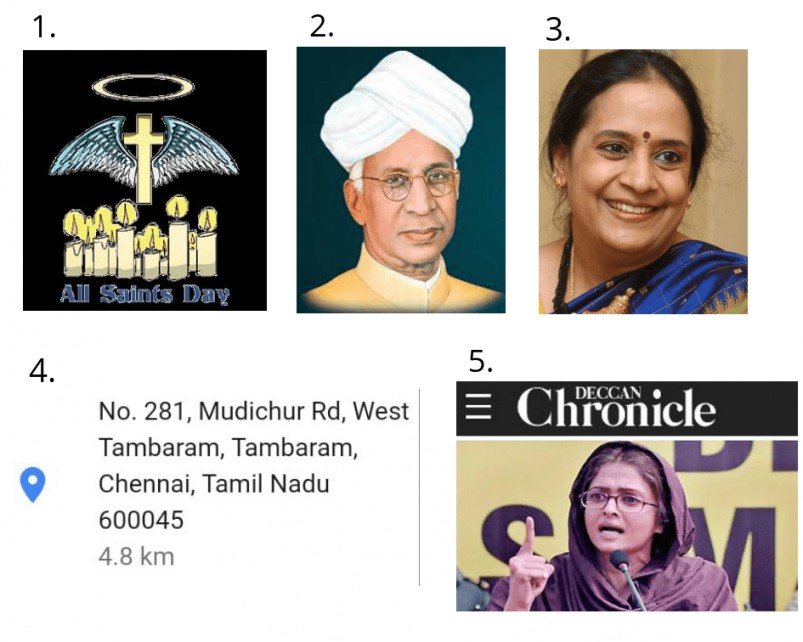 1.
2.
3.
All Saints Day
4.
No. 281, Mudichur Rd, West
Tambaram, Tambaram,
Chennai, Tamil Nadu
600045
4.8 km
5.
DECCAN
Chronicle